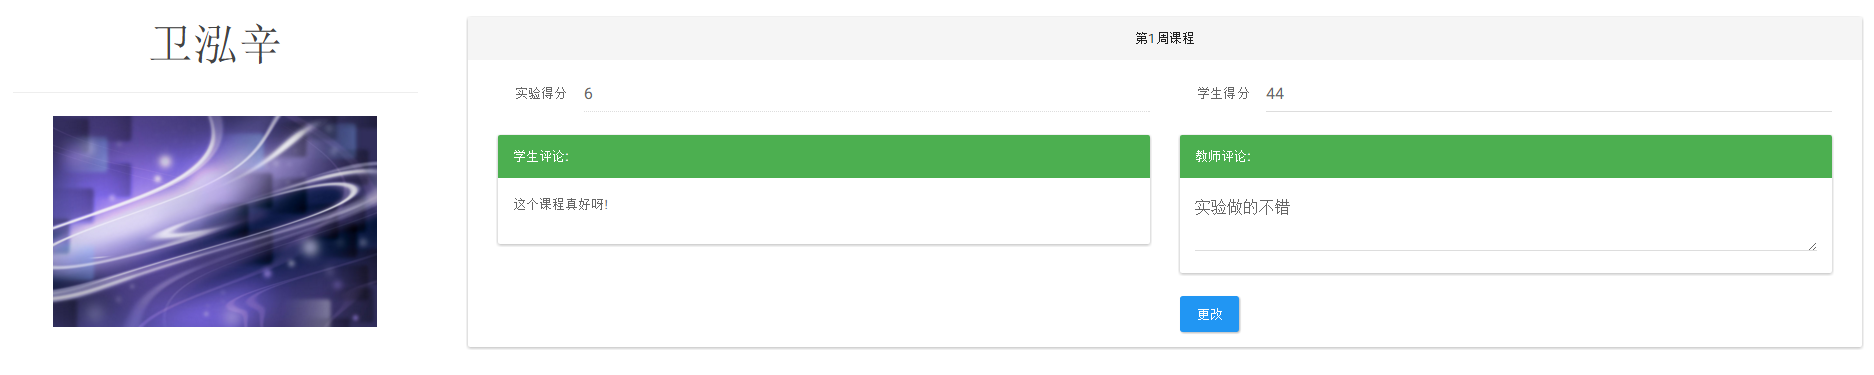 卫泓辛
第1周课程
实验得分 6
学生得分 44
学生评论：
这个课程真好呀!
教师评论：
实验做的不错
更改